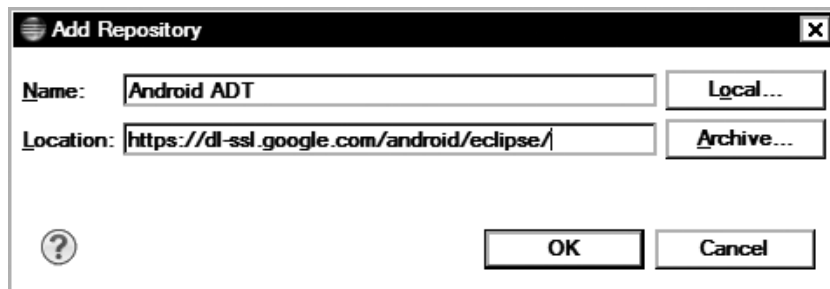 Add Repository
Name: Android ADT Local...
Location: https://dl-ssl.google.com/android/eclipse/ Archive...
? OK Cancel